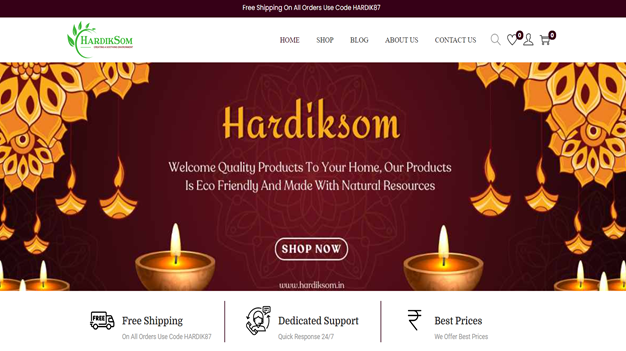 Free Shipping On All Orders Use Code HARDIK87
HARDIKSOM
HOME SHOP BLOG ABOUT US CONTACT US 0 0
Hardiksom
Welcome Quality Products To Your Home, Our Products
Is Eco Friendly And Made With Natural Resources
SHOP NOW
www.hardiksom.in
Free Shipping
On All Orders Use Code HARDIK87
Dedicated Support
Quick Response 24/7
Best Prices
We Offer Best Prices